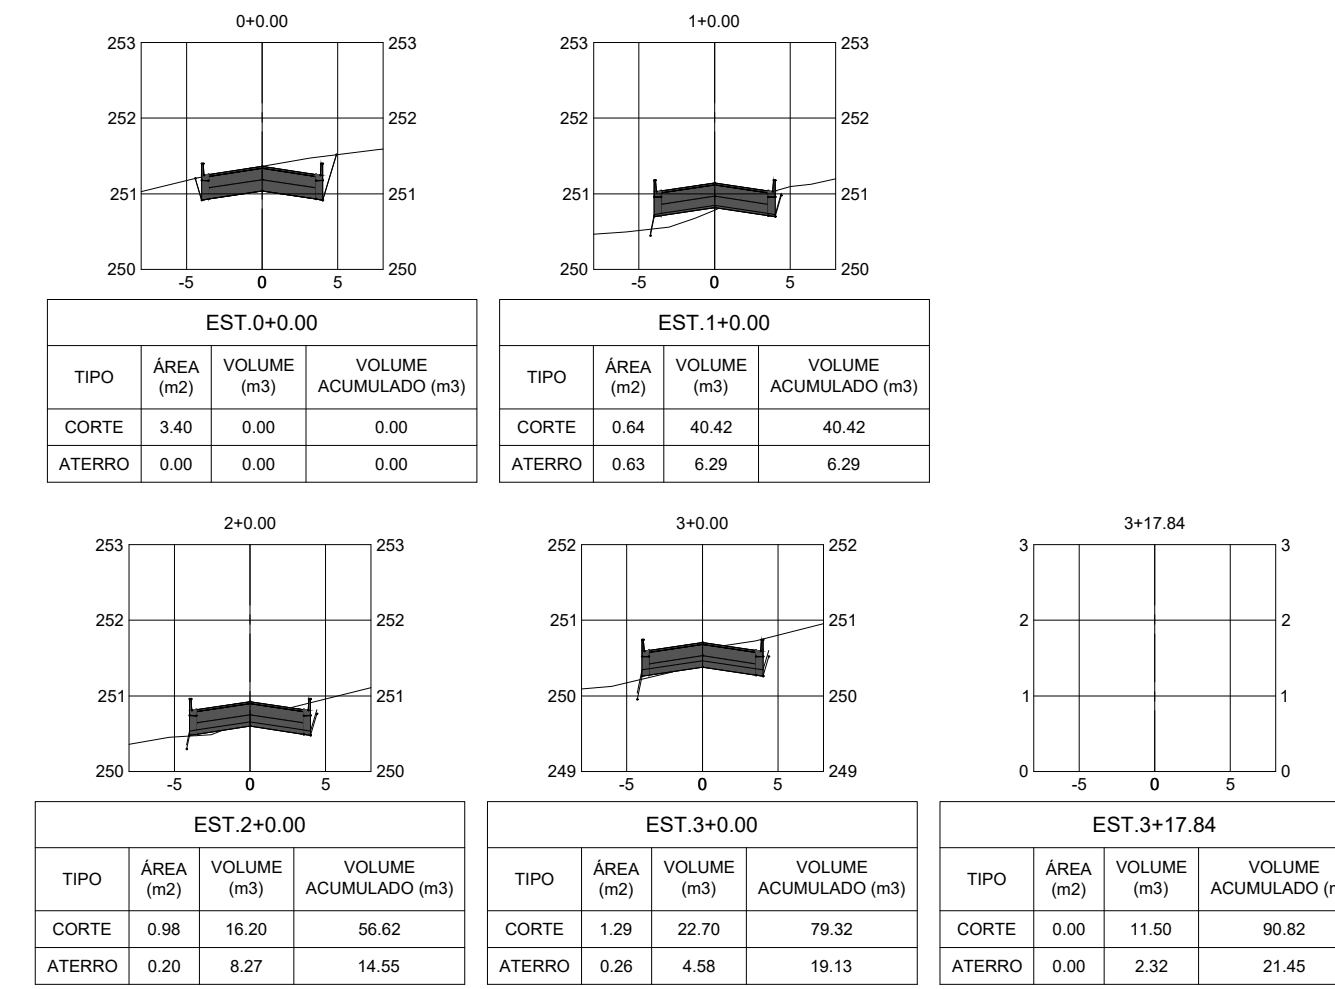 0+0.00
1+0.00
253 253 253 253
252 252 252 252
251 251 251 251
250 250 250 250
-5 0 5 -5 0 5
EST.0+0.00
TIPO ÁREA (m2) VOLUME (m3) VOLUME ACUMULADO (m3)
CORTE 3.40 0.00 0.00
ATERRO 0.00 0.00 0.00
EST.1+0.00
TIPO ÁREA (m2) VOLUME (m3) VOLUME ACUMULADO (m3)
CORTE 0.64 40.42 40.42
ATERRO 0.63 6.29 6.29
2+0.00
3+0.00
3+17.84
253 253 252 252 3 3
252 252 251 251 2 2
251 251 250 250 1 1
250 250 249 249 0 0
-5 0 5 -5 0 5 -5 0 5
EST.2+0.00
TIPO ÁREA (m2) VOLUME (m3) VOLUME ACUMULADO (m3)
CORTE 0.98 16.20 56.62
ATERRO 0.20 8.27 14.55
EST.3+0.00
TIPO ÁREA (m2) VOLUME (m3) VOLUME ACUMULADO (m3)
CORTE 1.29 22.70 79.32
ATERRO 0.26 4.58 19.13
EST.3+17.84
TIPO ÁREA (m2) VOLUME (m3) VOLUME ACUMULADO
CORTE 0.00 11.50 90.82
ATERRO 0.00 2.32 21.45